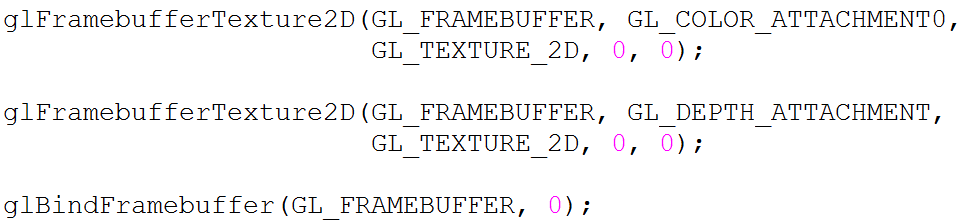 glFramebufferTexture2D(GL_FRAMEBUFFER, GL_COLOR_ATTACHMENT0,
GL_TEXTURE_2D, 0, 0);
glFramebufferTexture2D(GL_FRAMEBUFFER, GL_DEPTH_ATTACHMENT,
GL_TEXTURE_2D, 0, 0);
glBindFramebuffer(GL_FRAMEBUFFER, 0);